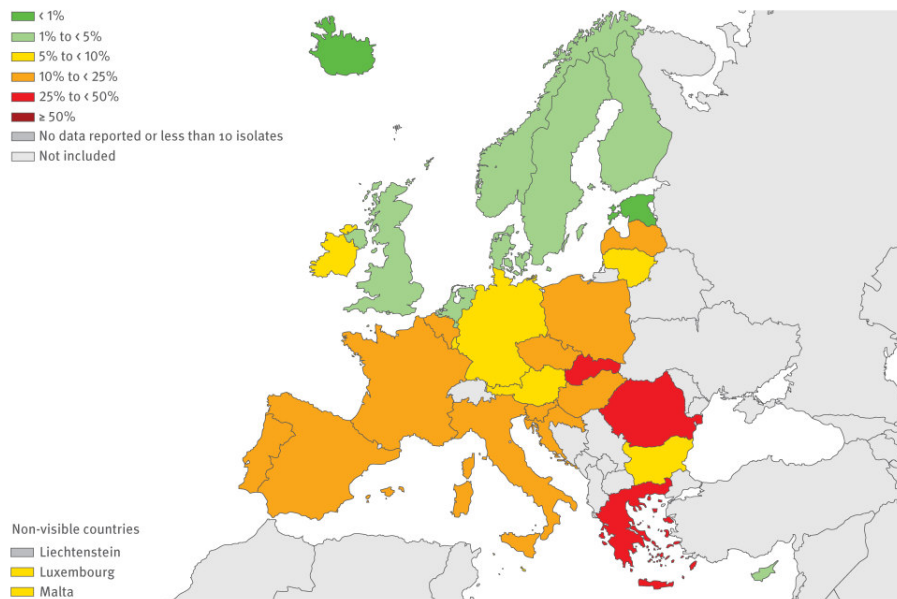 < 1%
1% to < 5%
5% to < 10%
10% to < 25%
25% to < 50%
≥ 50%
No data reported or less than 10 isolates
Not included
Non-visible countries
Liechtenstein
Luxembourg
Malta